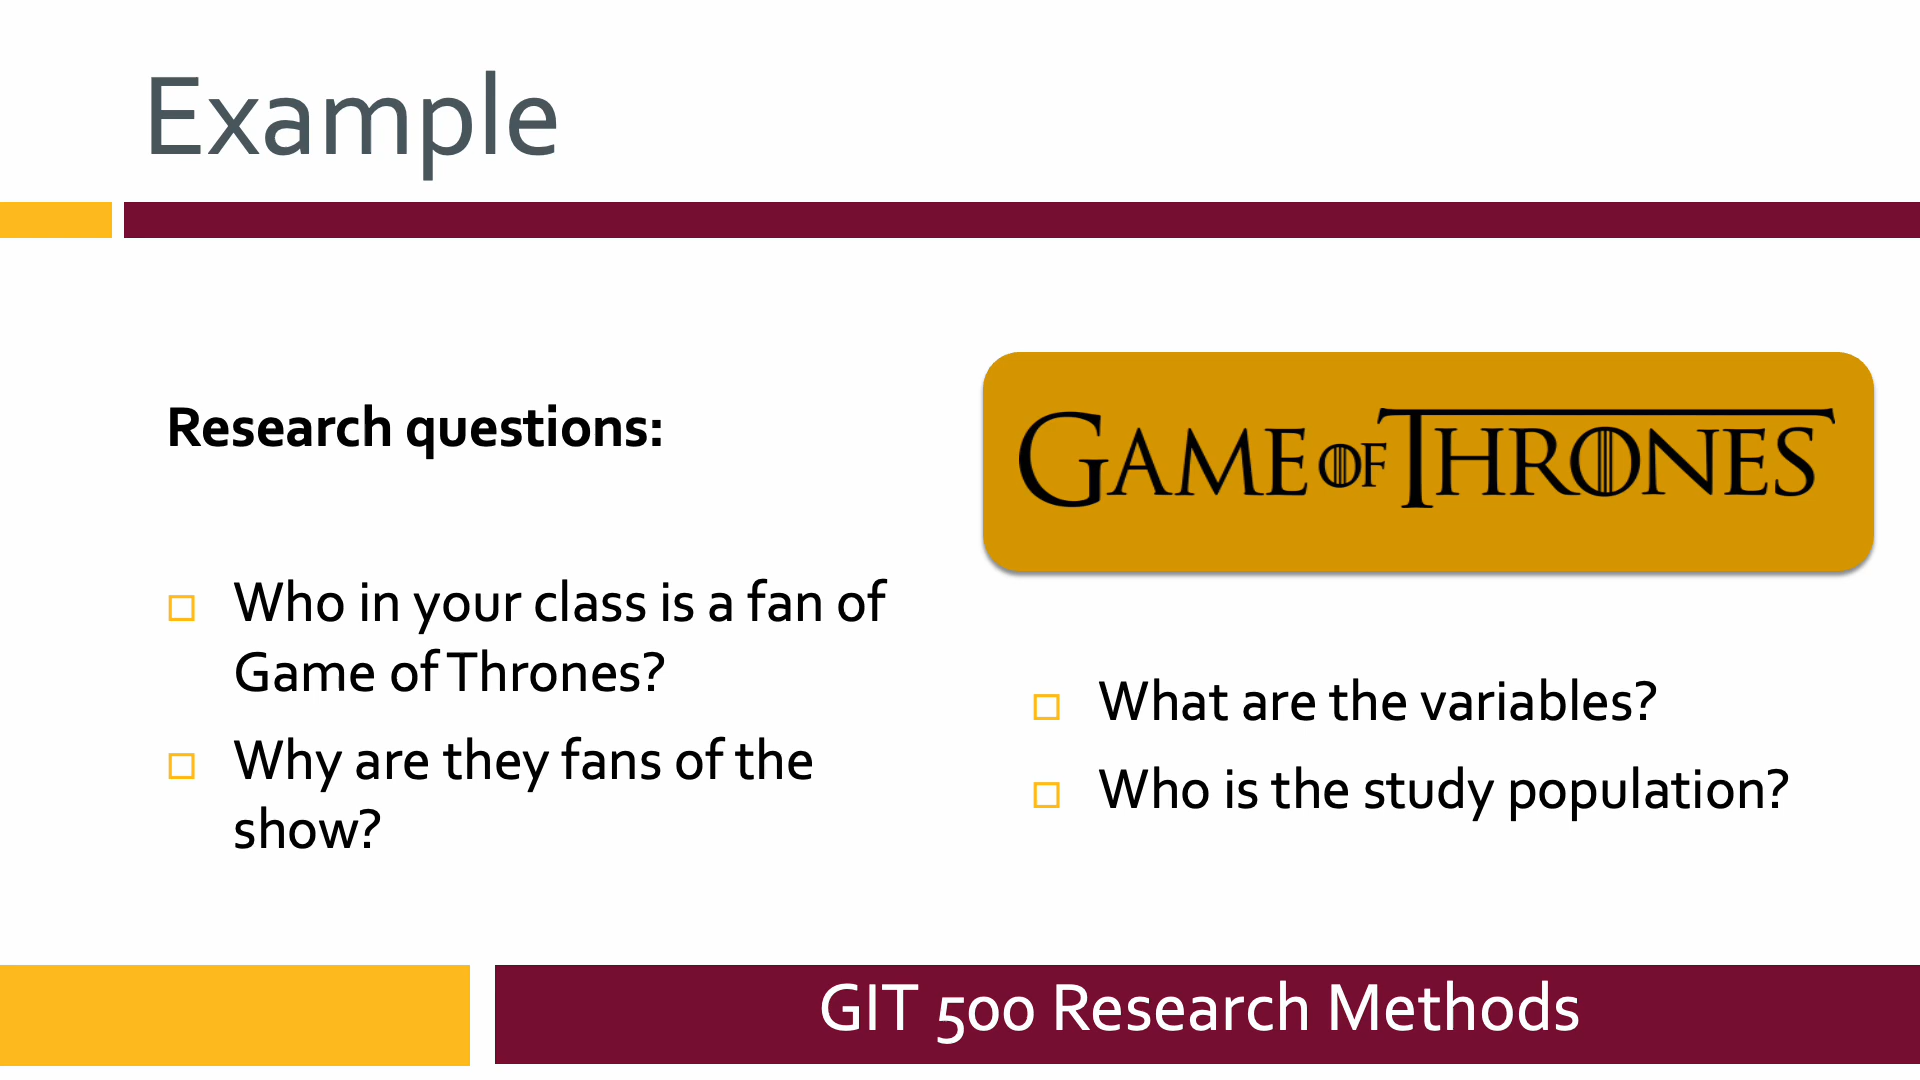 Example
Research questions:
Who in your class is a fan of
Game of Thrones?
Why are they fans of the
show?
GAME OF THRONES
What are the variables?
Who is the study population?
GIT 500 Research Methods